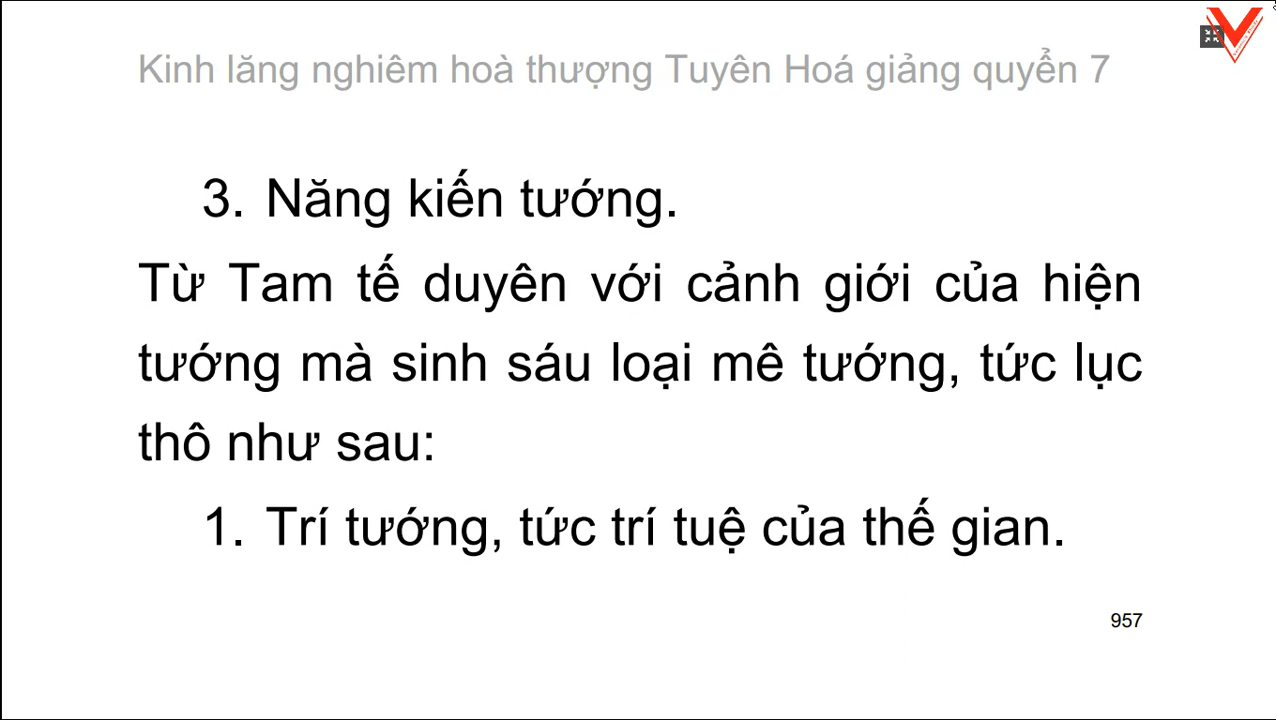 Kinh lăng nghiêm hoà thượng Tuyên Hoá giảng quyển 7
3. Năng kiến tướng.
Từ Tam tế duyên với cảnh giới của hiện
tướng mà sinh sáu loại mê tướng, tức lục
thô như sau:
1. Trí tướng, tức trí tuệ của thế gian.
957